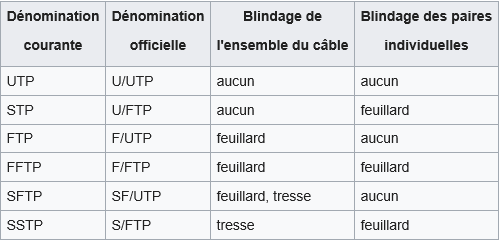 Dénomination courante | Dénomination officielle | Blindage de l'ensemble du câble | Blindage des paires individuelles
UTP | U/UTP | aucun | aucun
STP | U/FTP | aucun | feuillard
FTP | F/UTP | feuillard | aucun
FFTP | F/FTP | feuillard | feuillard
SFTP | SF/UTP | feuillard, tresse | aucun
SSTP | S/FTP | tresse | feuillard